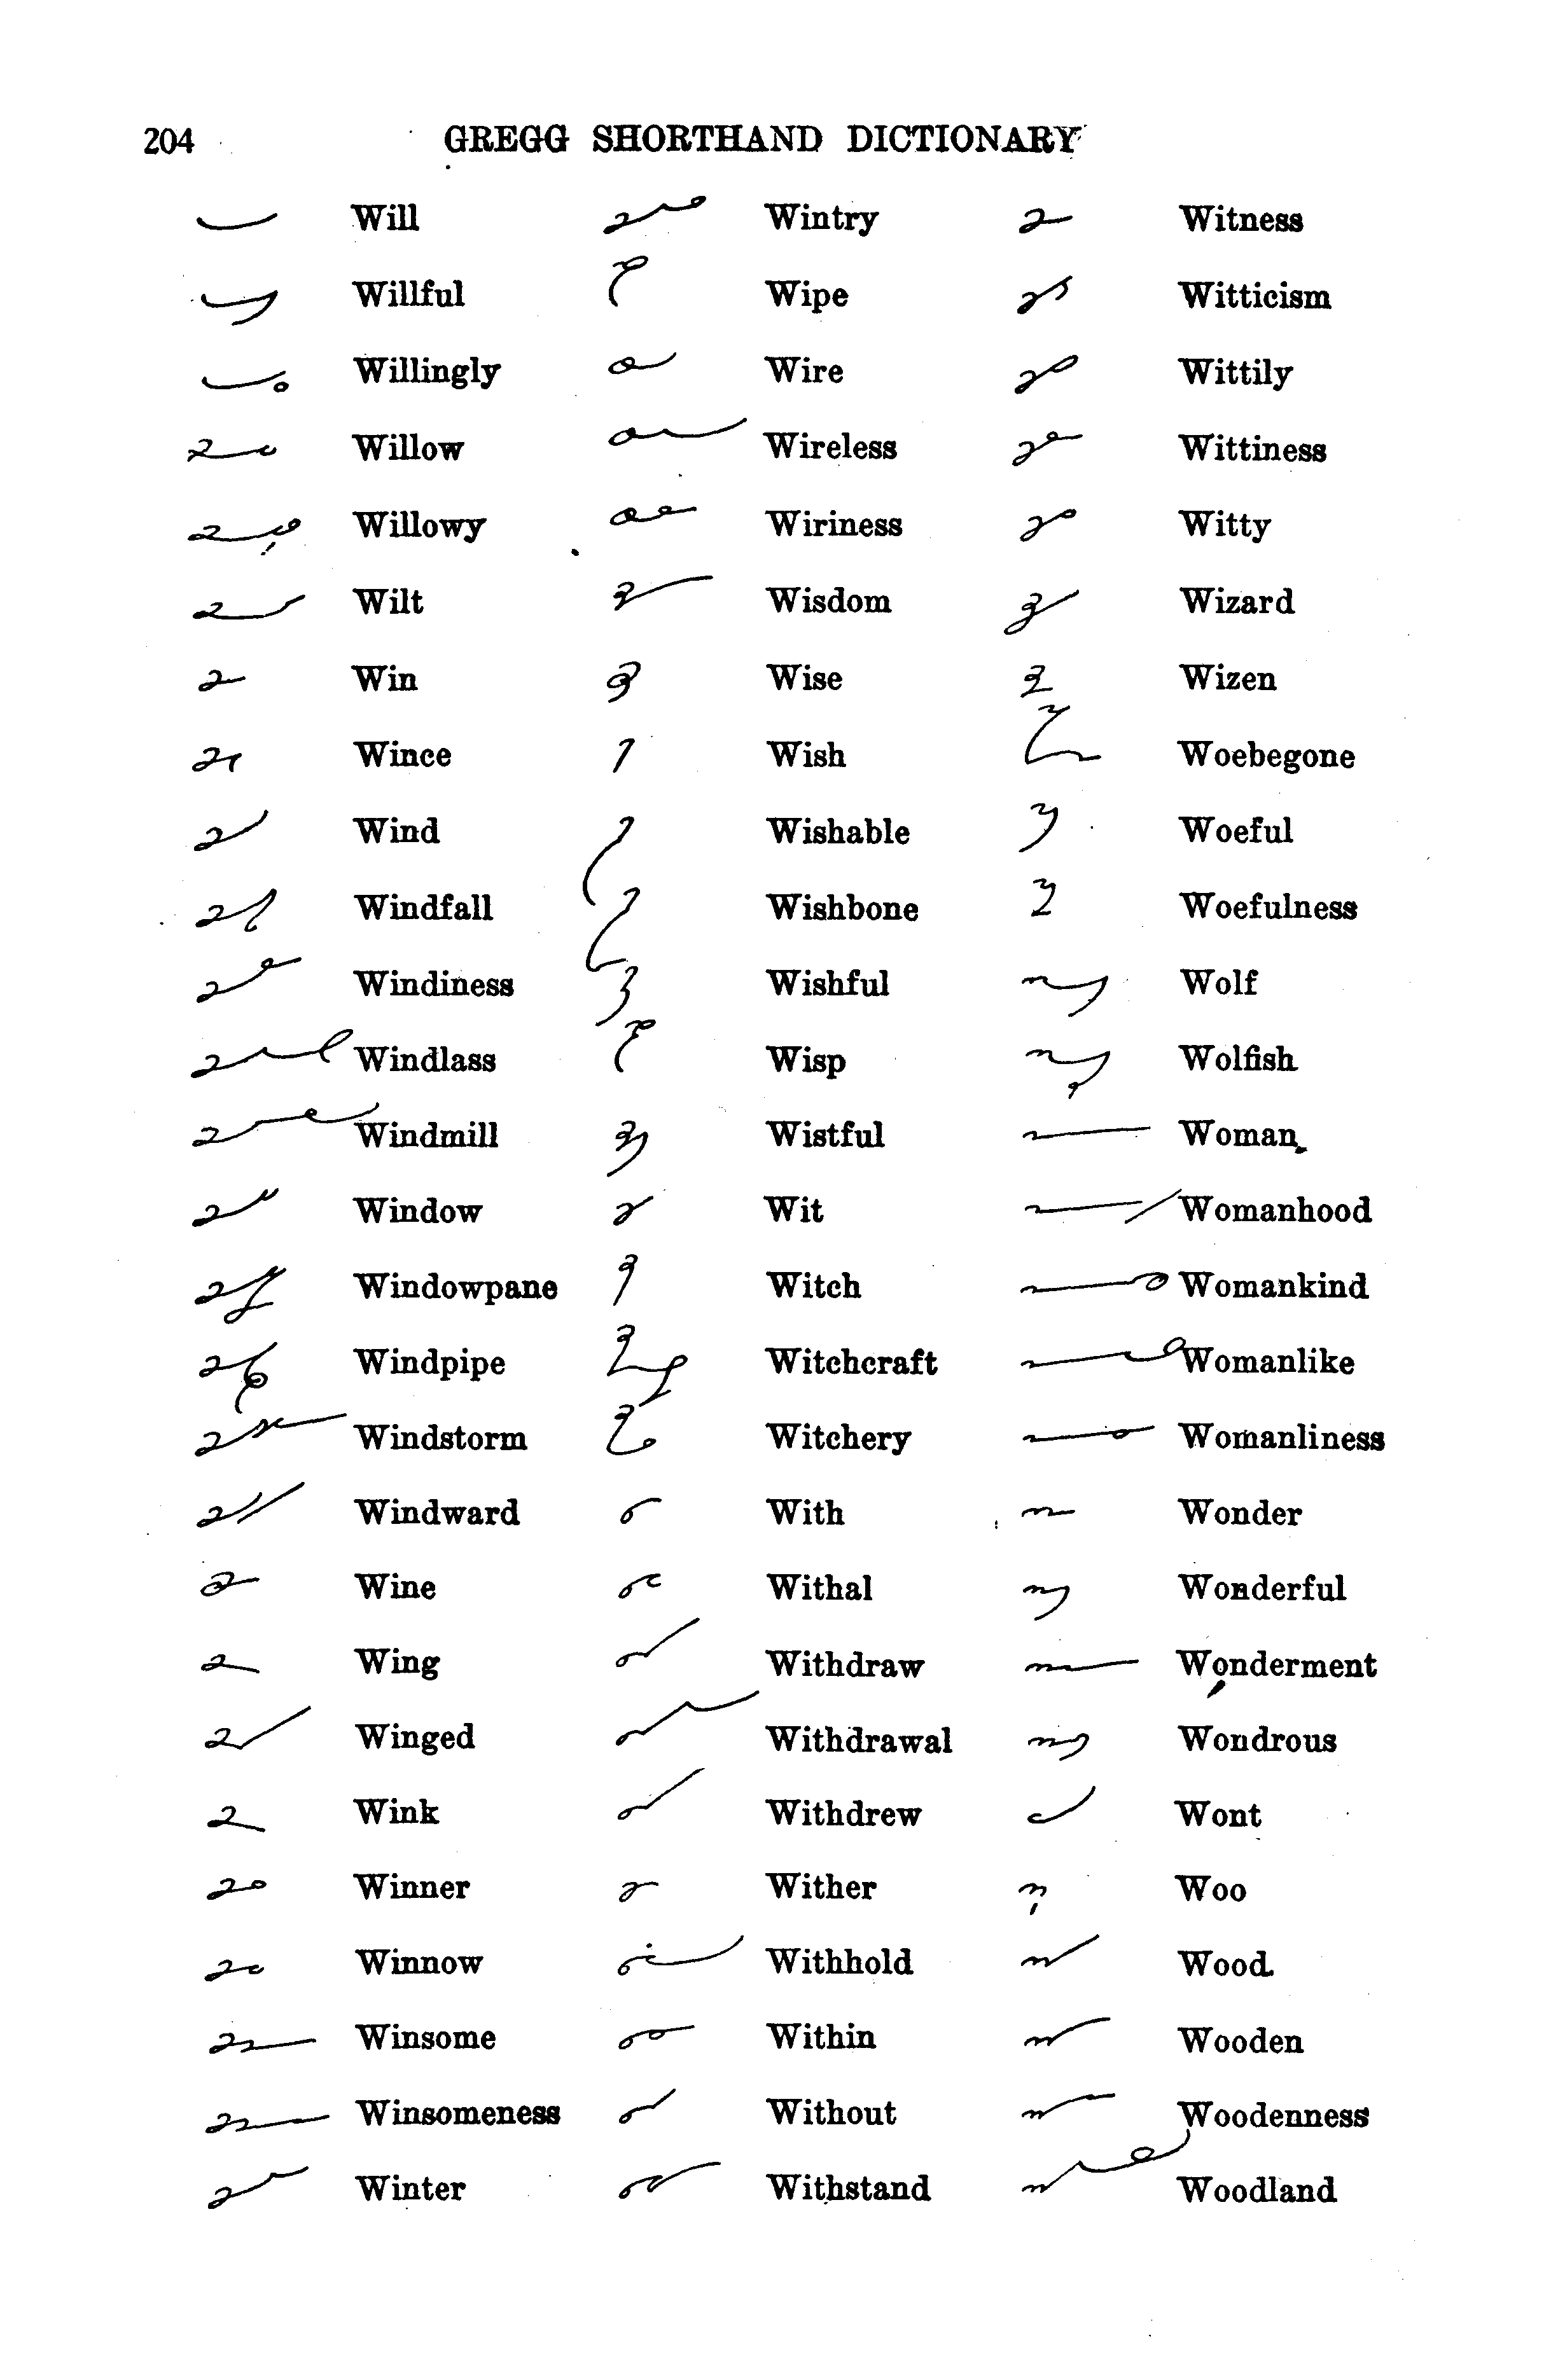 204 GREGG SHORTHAND DICTIONARY
Will Wintry Witness
Willful Wipe Witticism
Willingly Wire Wittily
Willow Wireless Wittiness
Willowy Wiriness Witty
Wilt Wisdom Wizard
Win Wise Wizen
Wince Wish Woebegone
Wind Wishable Woeful
Windfall Wishbone Woefulness
Windiness Wishful Wolf
Windlass Wisp Wolfish
Windmill Wistful Woman
Window Wit Womanhood
Windowpane Witch Womankind
Windpipe Witchcraft Womanlike
Windstorm Witchery Womanliness
Windward With Wonder
Wine Withal Wonderful
Wing Withdraw Wonderment
Winged Withdrawal Wondrous
Wink Withdrew Wont
Winner Wither Woo
Winnow Withhold Wood
Winsome Within Wooden
Winsomeness Without Woodenness
Winter Withstand Woodland